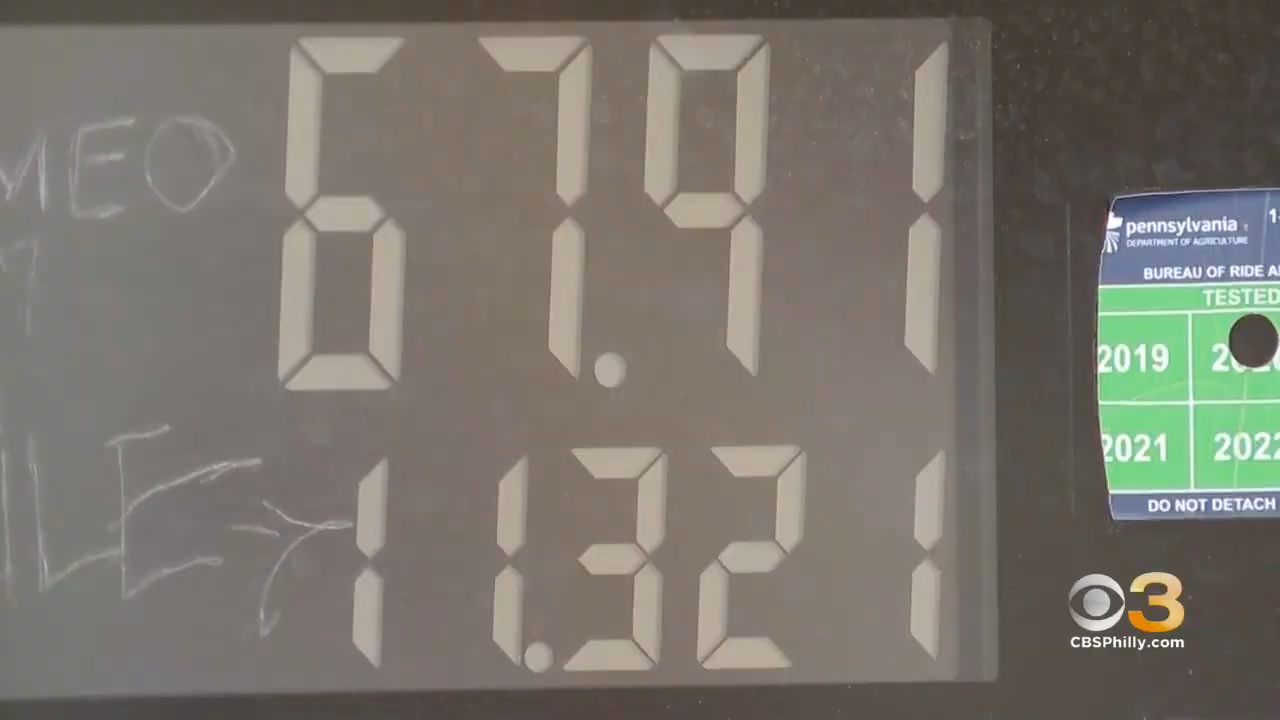 MEO
67.91
11.321
pennsylvania
DEPARTMENT OF AGRICULTURE
BUREAU OF RIDE
TESTED
2019
2021 2022
DO NOT DETACH
3
CBSPhilly.com